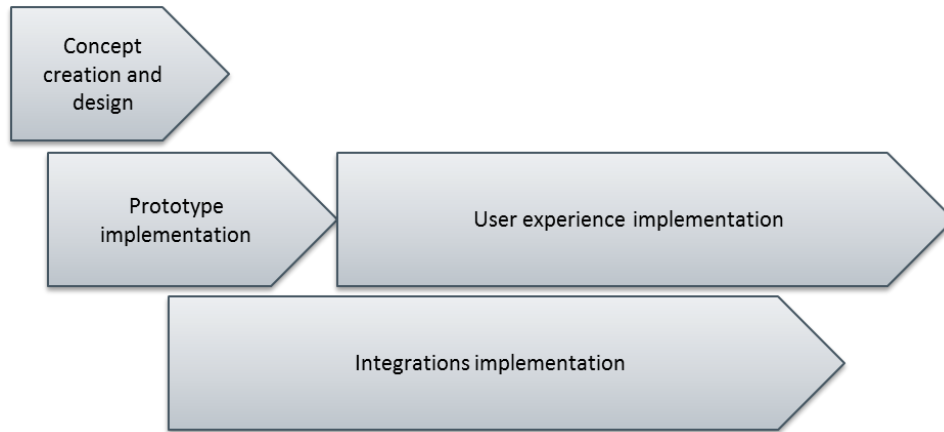 Concept
creation and
design
Prototype
implementation
User experience implementation
Integrations implementation